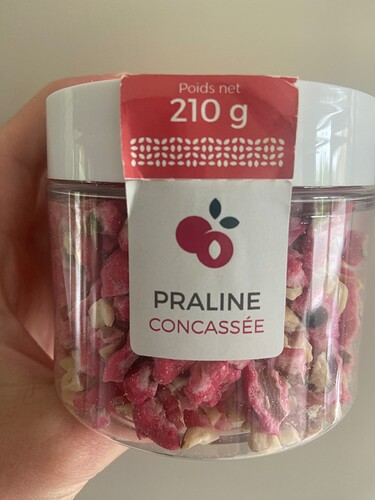 Poids net
210 g
PRALINE
CONCASSÉE